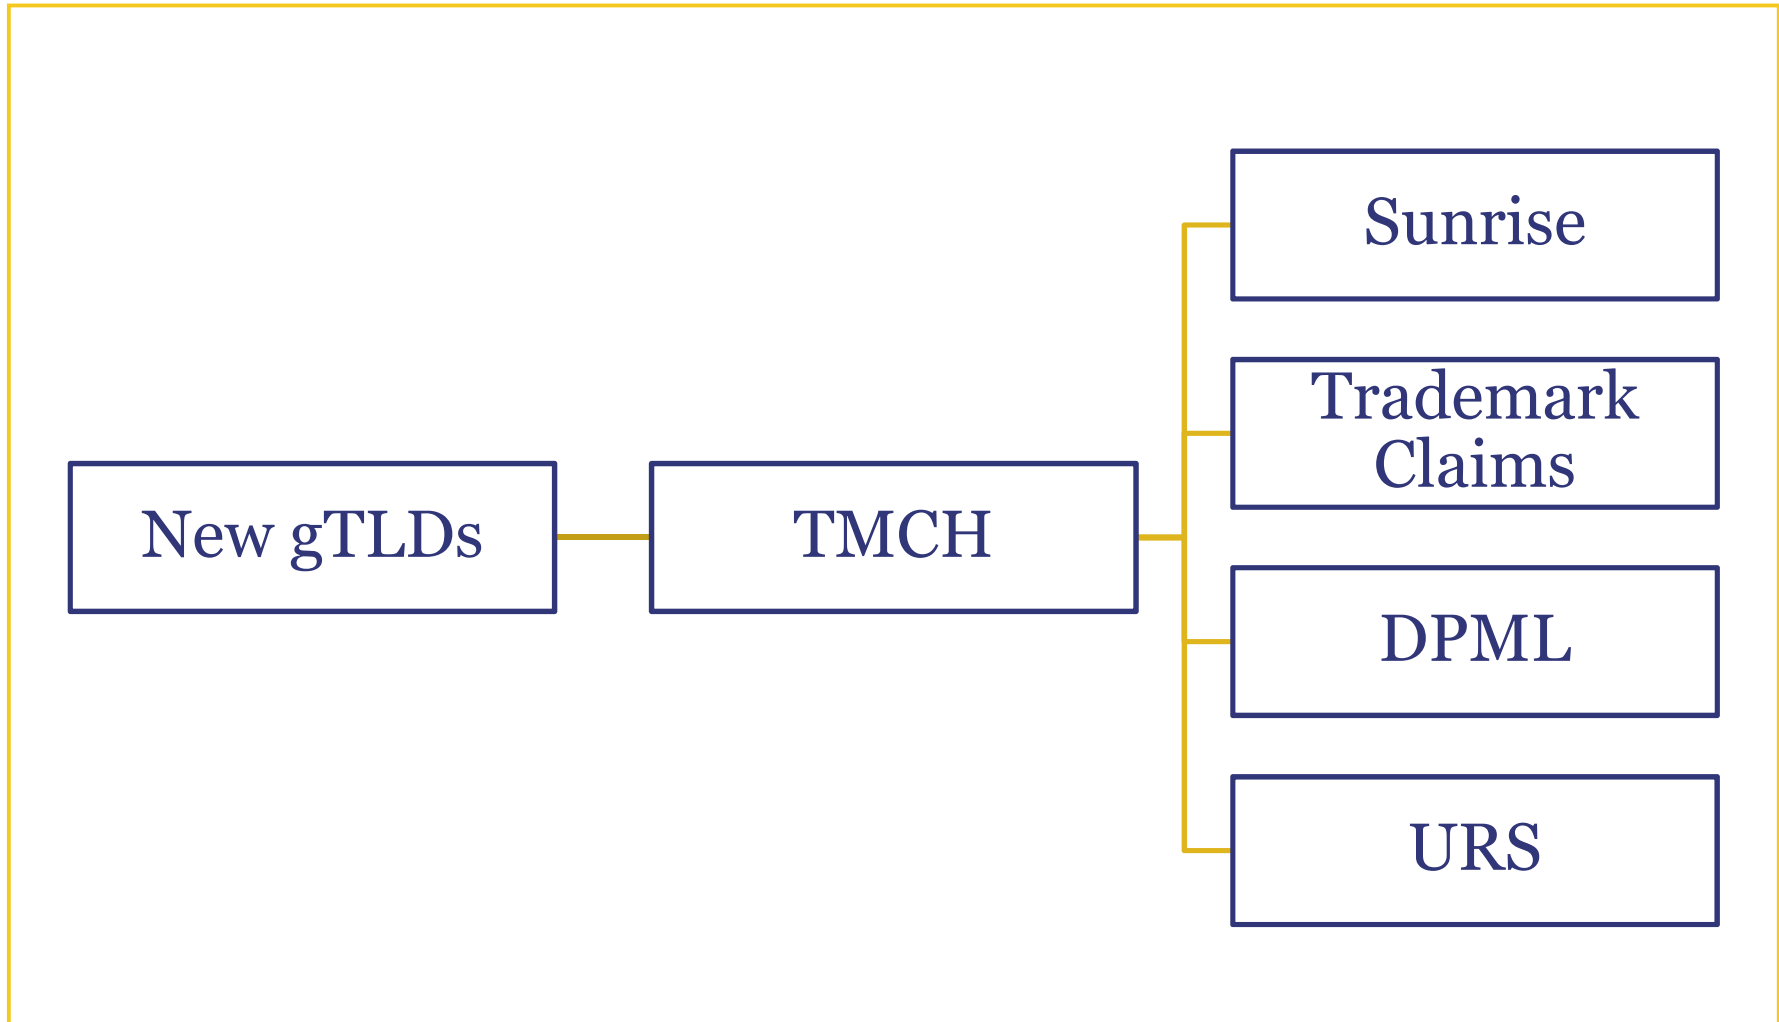 New gTLDs
TMCH
Sunrise
Trademark
Claims
DPML
URS